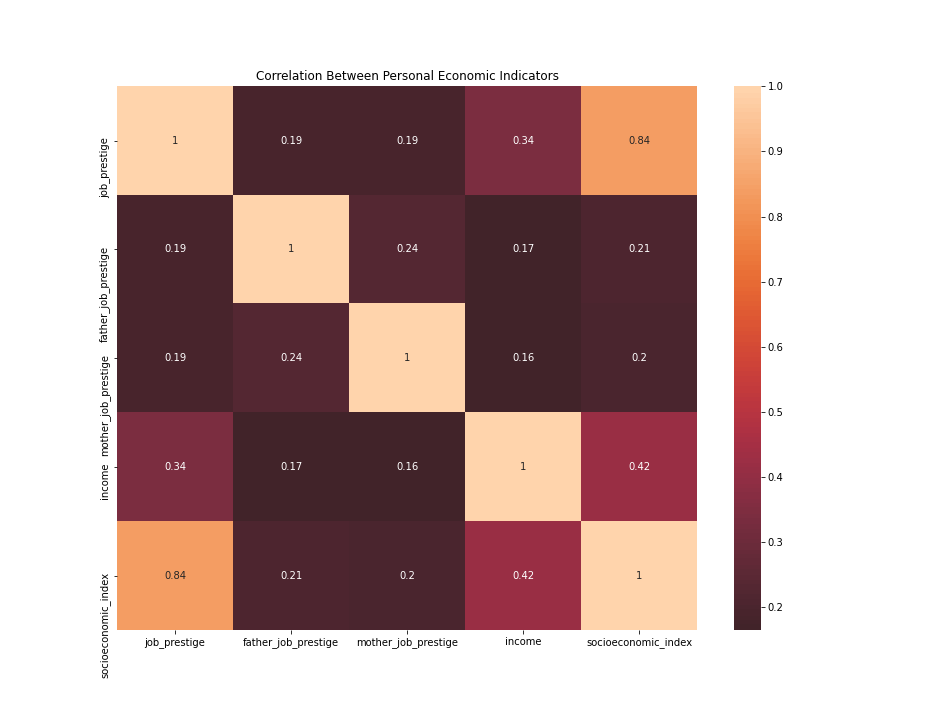 Correlation Between Personal Economic Indicators
job_prestige 1 0.19 0.19 0.34 0.84
father_job_prestige 0.19 1 0.24 0.17 0.21
mother_job_prestige 0.19 0.24 1 0.16 0.2
income 0.34 0.17 0.16 1 0.42
socioeconomic_index 0.84 0.21 0.2 0.42 1
job_prestige father_job_prestige mother_job_prestige income socioeconomic_index
1.0
0.9
0.8
0.7
0.6
0.5
0.4
0.3
0.2